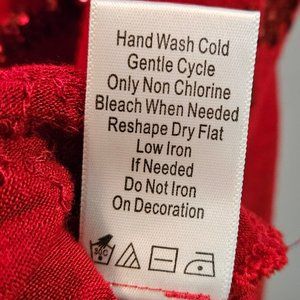 Hand Wash Cold
Gentle Cycle
Only Non Chlorine
Bleach When Needed
Reshape Dry Flat
Low Iron
If Needed
Do Not Iron
On Decoration